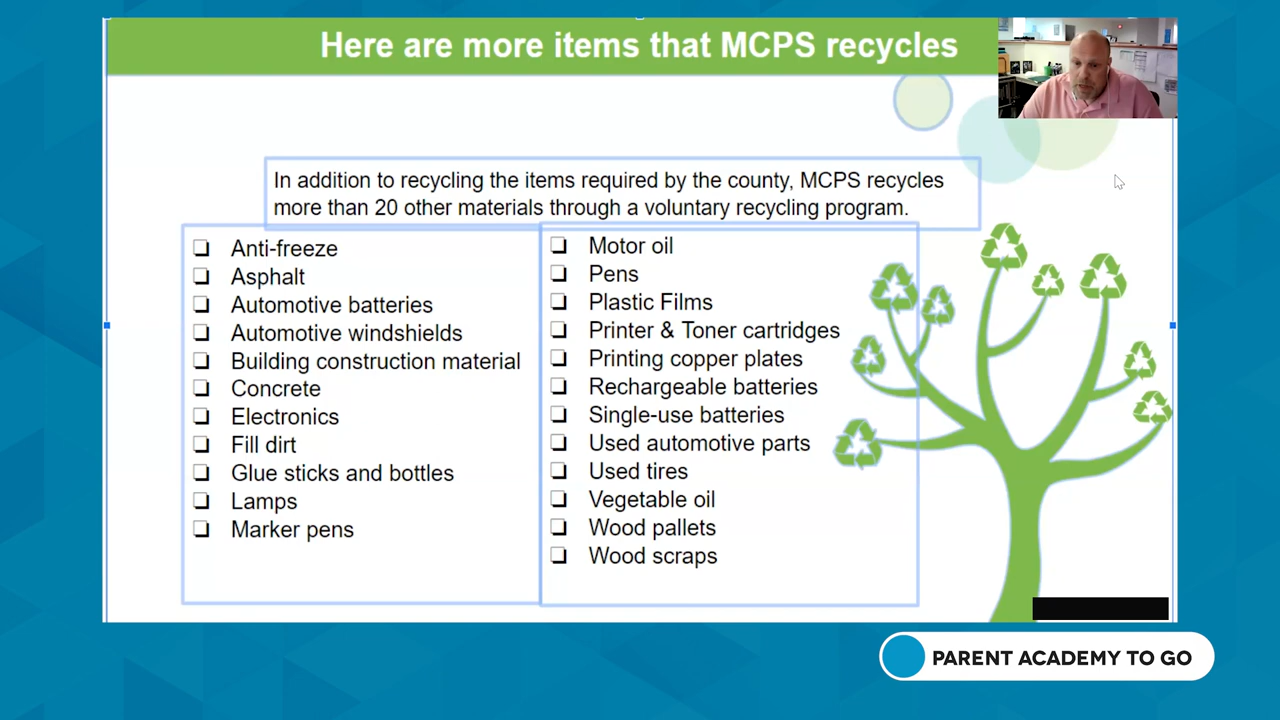 Here are more items that MCPS recycles
In addition to recycling the items required by the county, MCPS recycles
more than 20 other materials through a voluntary recycling program.
Anti-freeze
Asphalt
Automotive batteries
Automotive windshields
Building construction material
Concrete
Electronics
Fill dirt
Glue sticks and bottles
Lamps
Marker pens
Motor oil
Pens
Plastic Films
Printer & Toner cartridges
Printing copper plates
Rechargeable batteries
Single-use batteries
Used automotive parts
Used tires
Vegetable oil
Wood pallets
Wood scraps
PARENT ACADEMY TO GO